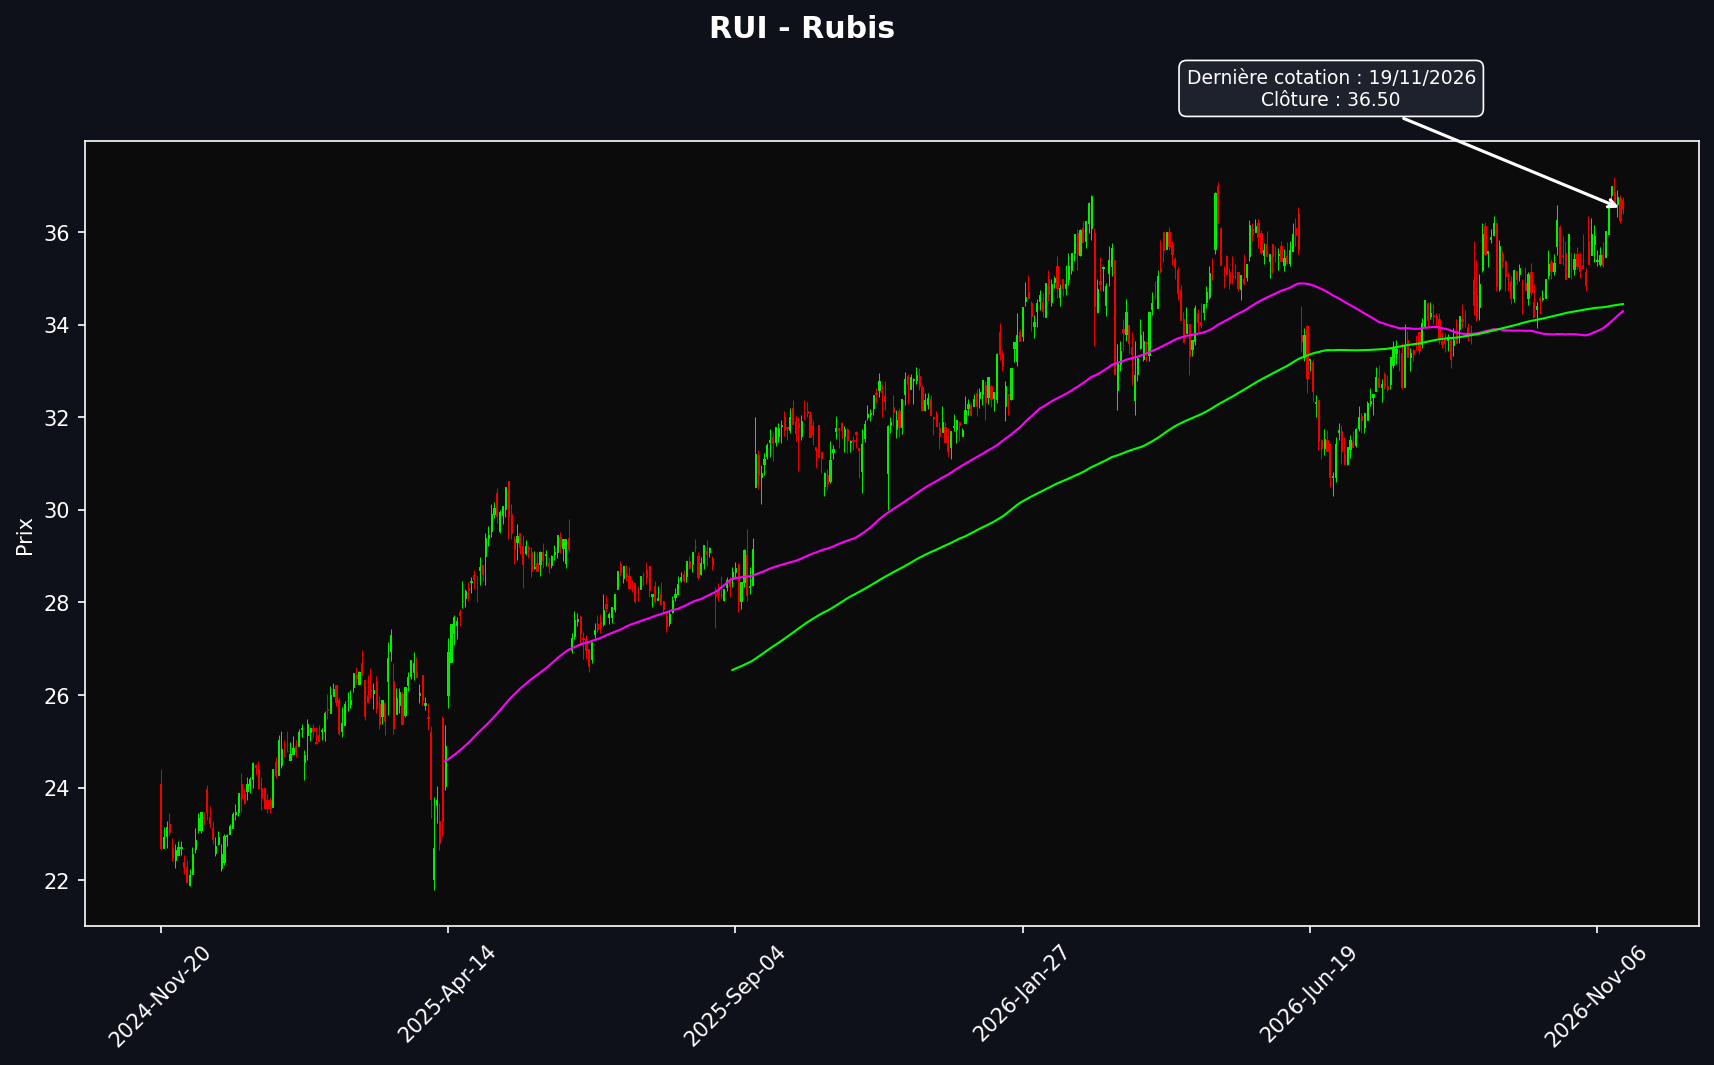 RUI - Rubis
Dernière cotation : 19/11/2026
Clôture : 36.50
Prix
36
34
32
30
28
26
24
22
2024-Nov-20
2025-Apr-14
2025-Sep-04
2026-Jan-27
2026-Jun-19
2026-Nov-06